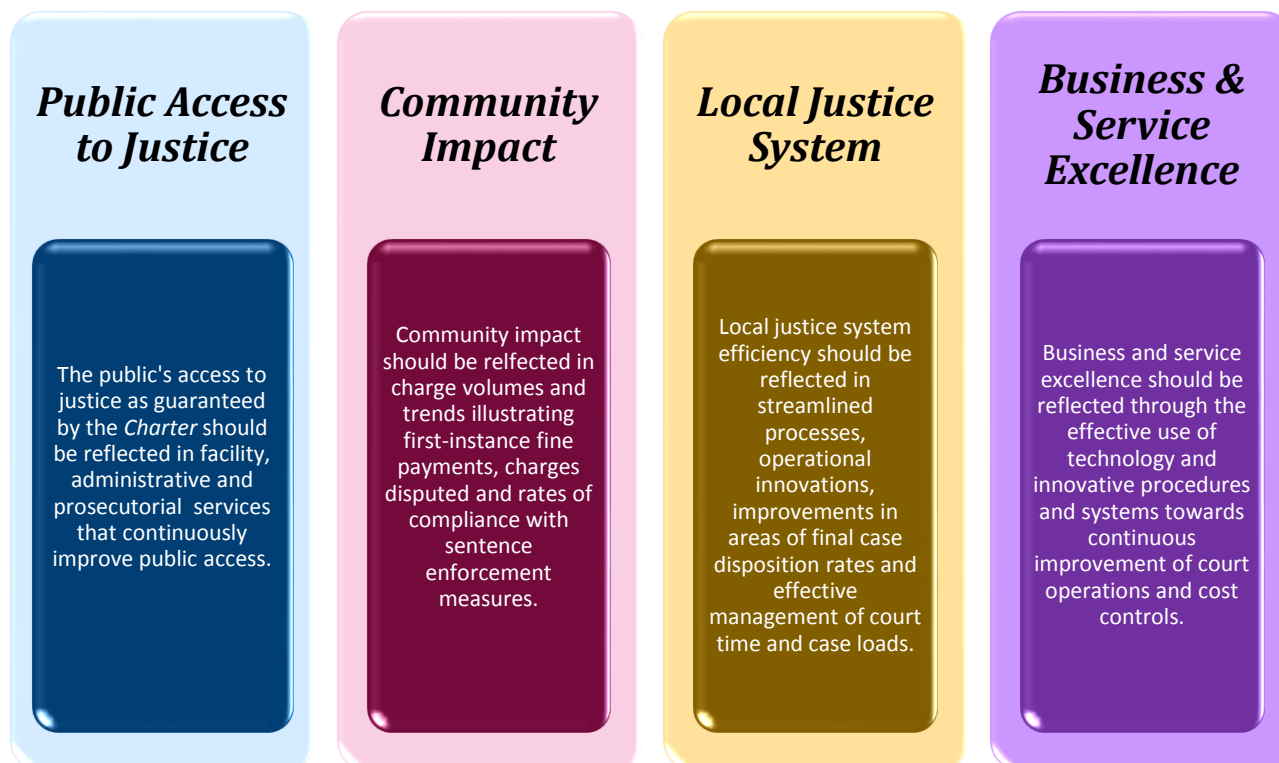 Public Access
to Justice
The public's access to
justice as guaranteed
by the Charter should
be reflected in facility,
administrative and
prosecutorial  services
that continuously
improve public access.
Community
Impact
Community impact
should be relfected in
charge volumes and
trends illustrating
first-instance fine
payments, charges
disputed and rates of
compliance with
sentence
enforcement
measures.
Local Justice
System
Local justice system
efficiency should be
reflected in
streamlined
processes,
operational
innovations,
improvements in
areas of final case
disposition rates and
effective
management of court
time and case loads.
Business &
Service
Excellence
Business and service
excellence should be
reflected through the
effective use of
technology and
innovative procedures
and systems towards
continuous
improvement of court
operations and cost
controls.